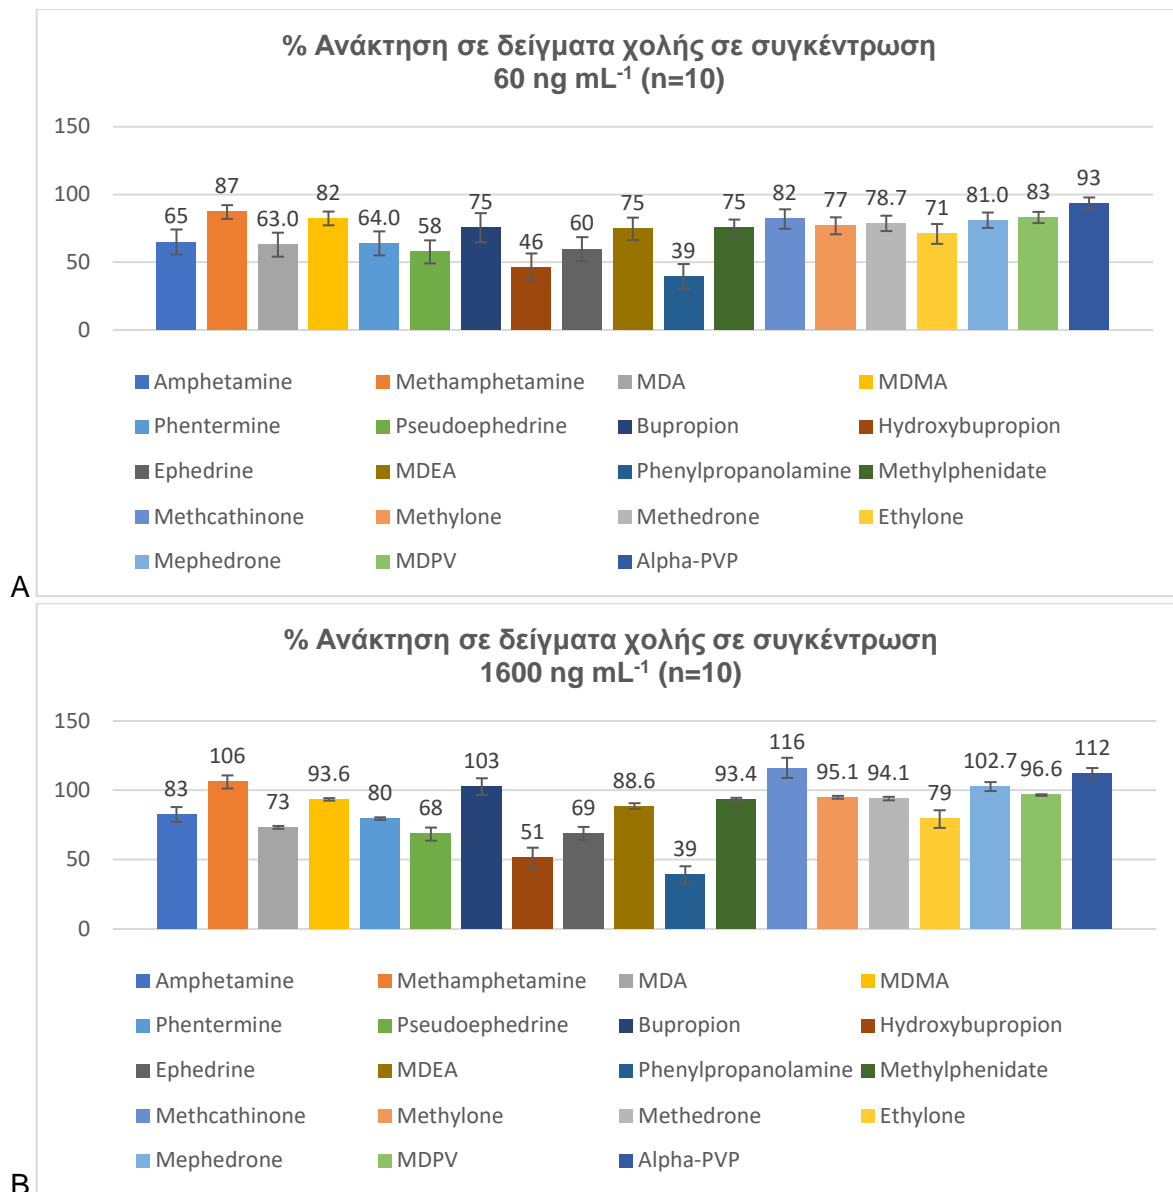 % Ανάκτηση σε δείγματα χολής σε συγκέντρωση
60 ng mL⁻¹ (n=10)
150
100
50
0
65
87
63.0
82
64.0
58
75
46
60
75
39
75
82
77
78.7
71
81.0
83
93
Amphetamine Methamphetamine MDA MDMA
Phentermine Pseudoephedrine Bupropion Hydroxybupropion
Ephedrine MDEA Phenylpropanolamine Methylphenidate
Methcathinone Methylone Methedrone Ethylone
Mephedrone MDPV Alpha-PVP
A
% Ανάκτηση σε δείγματα χολής σε συγκέντρωση
1600 ng mL⁻¹ (n=10)
150
100
50
0
83
106
73
93.6
80
68
103
51
69
88.6
39
93.4
116
95.1
94.1
79
102.7
96.6
112
Amphetamine Methamphetamine MDA MDMA
Phentermine Pseudoephedrine Bupropion Hydroxybupropion
Ephedrine MDEA Phenylpropanolamine Methylphenidate
Methcathinone Methylone Methedrone Ethylone
Mephedrone MDPV Alpha-PVP
B